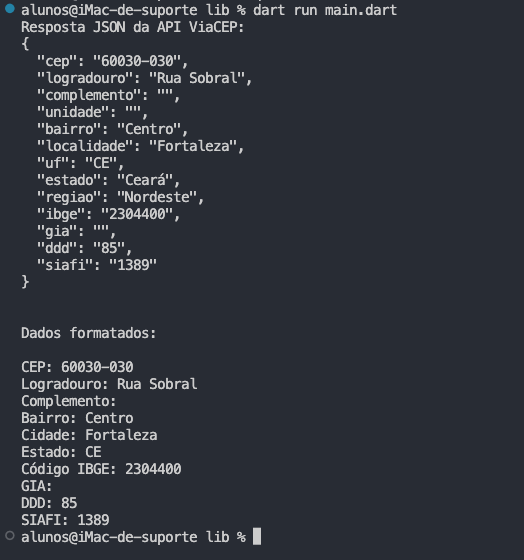 alunos@iMac-de-suporte lib % dart run main.dart
Resposta JSON da API ViaCEP:
{
  "cep": "60030-030",
  "logradouro": "Rua Sobral",
  "complemento": "",
  "unidade": "",
  "bairro": "Centro",
  "localidade": "Fortaleza",
  "uf": "CE",
  "estado": "Ceará",
  "regiao": "Nordeste",
  "ibge": "2304400",
  "gia": "",
  "ddd": "85",
  "siafi": "1389"
}
Dados formatados:
CEP: 60030-030
Logradouro: Rua Sobral
Complemento:
Bairro: Centro
Cidade: Fortaleza
Estado: CE
Código IBGE: 2304400
GIA:
DDD: 85
SIAFI: 1389
alunos@iMac-de-suporte lib %